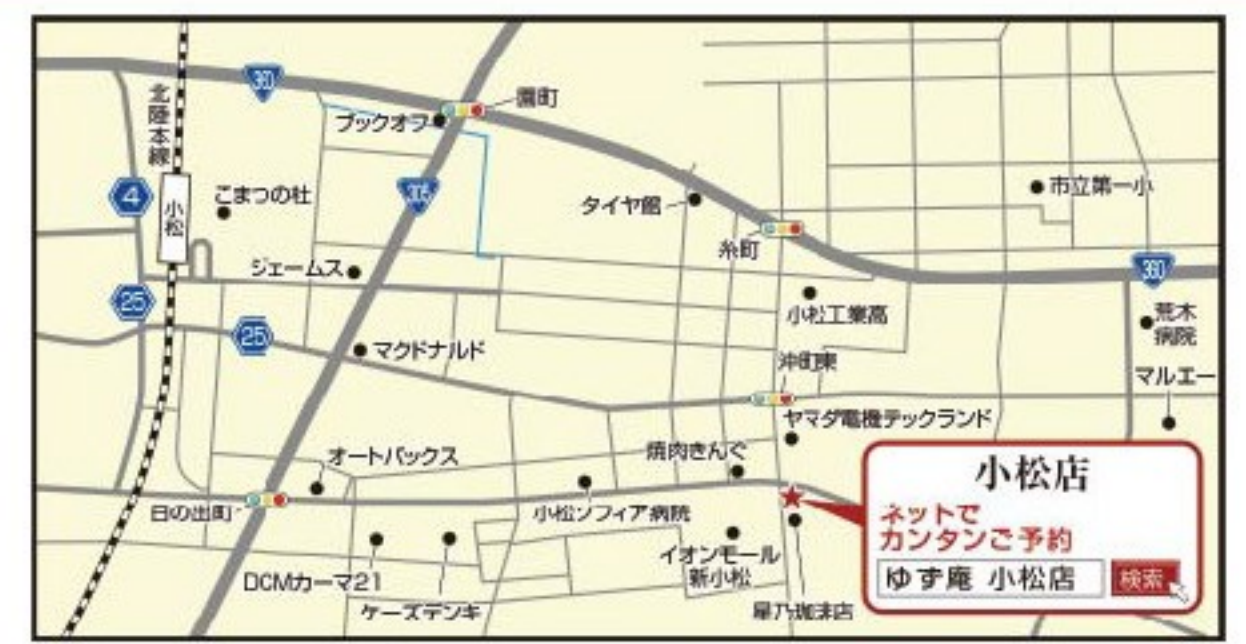 360
園町
北陸本線
ブックオフ
4
小松
こまつの杜
305
タイヤ館
市立第一小
糸町
ジェームス
360
25
小松工業高
荒木
病院
25
マクドナルド
沖町東
マルエー
ヤマダ電機テックランド
焼肉きんぐ
オートバックス
小松店
日の出町
小松ソフィア病院
ネットで
カンタンご予約
イオンモール
新小松
ゆず庵 小松店
検索
DCMカーマ21
ケーズデンキ
星乃珈琲店